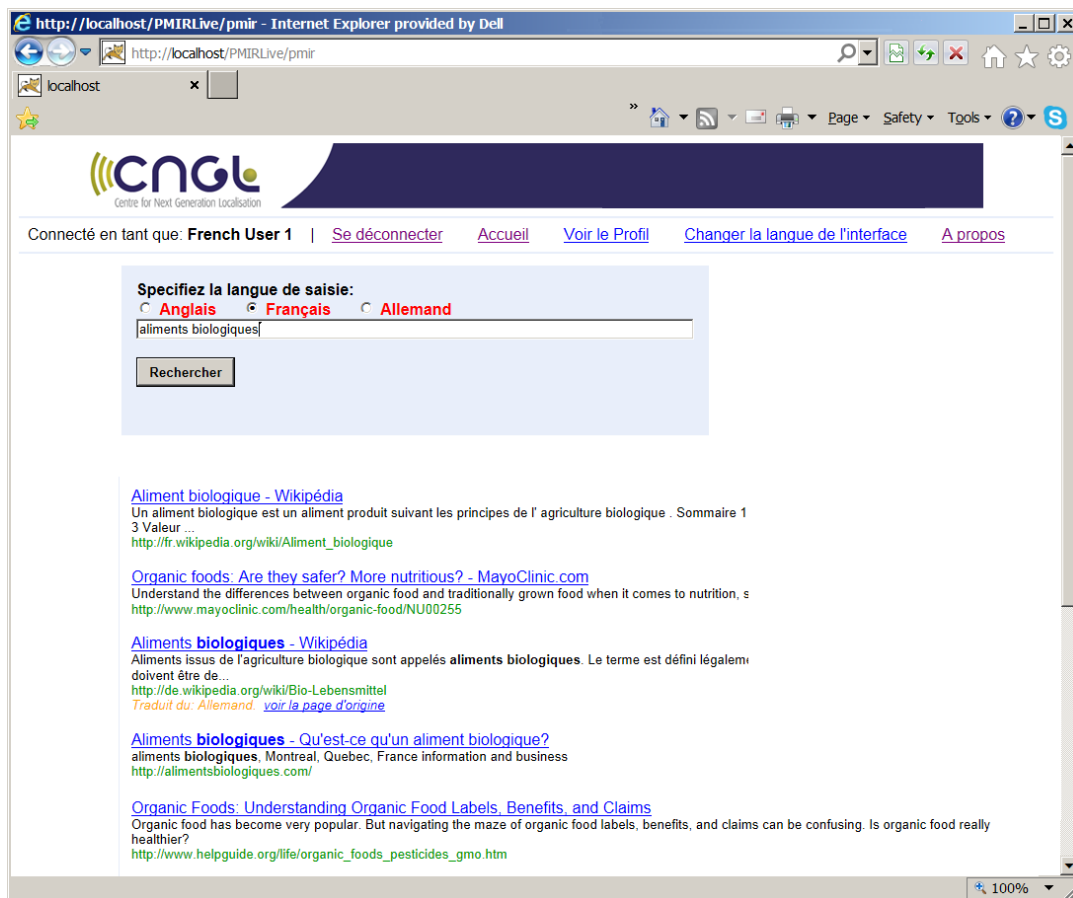 http://localhost/PMIRLive/pmir - Internet Explorer provided by Dell
http://localhost/PMIRLive/pmir
localhost
» Page Safety Tools
CNGL
Centre for Next Generation Localisation
Connecté en tant que: French User 1 | Se déconnecter Accueil Voir le Profil Changer la langue de l'interface A propos
Specifiez la langue de saisie:
Anglais Français Allemand
aliments biologiques
Rechercher
Aliment biologique - Wikipédia
Un aliment biologique est un aliment produit suivant les principes de l' agriculture biologique . Sommaire 1
3 Valeur ...
http://fr.wikipedia.org/wiki/Aliment_biologique
Organic foods: Are they safer? More nutritious? - MayoClinic.com
Understand the differences between organic food and traditionally grown food when it comes to nutrition, s
http://www.mayoclinic.com/health/organic-food/NU00255
Aliments biologiques - Wikipédia
Aliments issus de l'agriculture biologique sont appelés aliments biologiques. Le terme est défini légaleme
doivent être de...
http://de.wikipedia.org/wiki/Bio-Lebensmittel
Traduit du: Allemand. voir la page d'origine
Aliments biologiques - Qu'est-ce qu'un aliment biologique?
aliments biologiques, Montreal, Quebec, France information and business
http://alimentsbiologiques.com/
Organic Foods: Understanding Organic Food Labels, Benefits, and Claims
Organic food has become very popular. But navigating the maze of organic food labels, benefits, and claims can be confusing. Is organic food really
healthier?
http://www.helpguide.org/life/organic_foods_pesticides_gmo.htm
100%